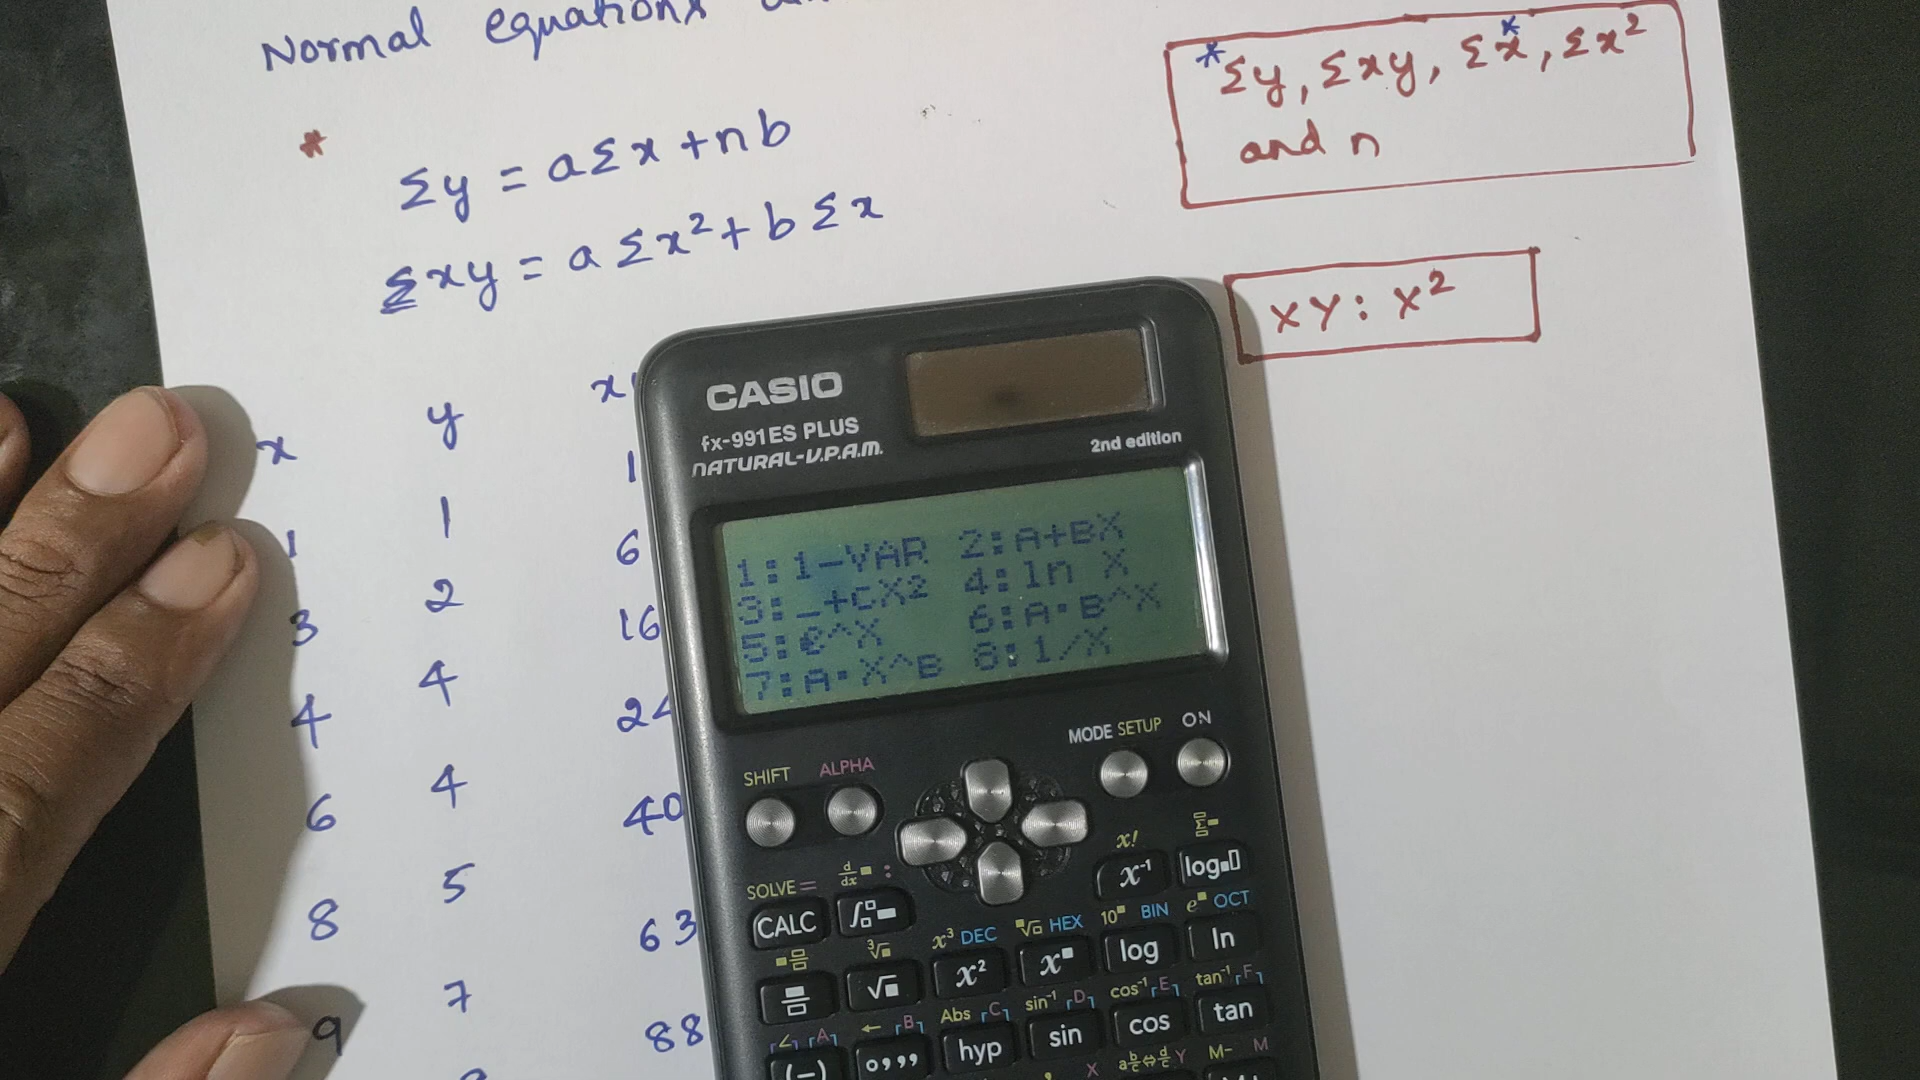 Normal equations
*Σy, Σxy, Σx*, Σx²
and n
* Σy = aΣx + nb
Σxy = aΣx² + bΣx
XY: X²
x y x
1 1 1
3 2 6
4 4 16
6 4 24
8 5 40
9 7 63
88
CASIO
fx-991ES PLUS
NATURAL-V.P.A.M.
2nd edition
1:1-VAR 2:A+BX
3:_+cX² 4:ln X
5:e^X 6:A•B^X
7:A•X^B 8:1/X
SHIFT ALPHA MODE SETUP ON
SOLVE = d/dx : x!  Σ
CALC ∫ x⁻¹ log
³√ x³ DEC √ HEX 10 BIN e OCT
√ x² x log ln
∠ A ← B Abs C sin⁻¹ D cos⁻¹ E tan⁻¹ F
(−) °,,, hyp sin cos tan
X a b/c⇔d/c Y M- M